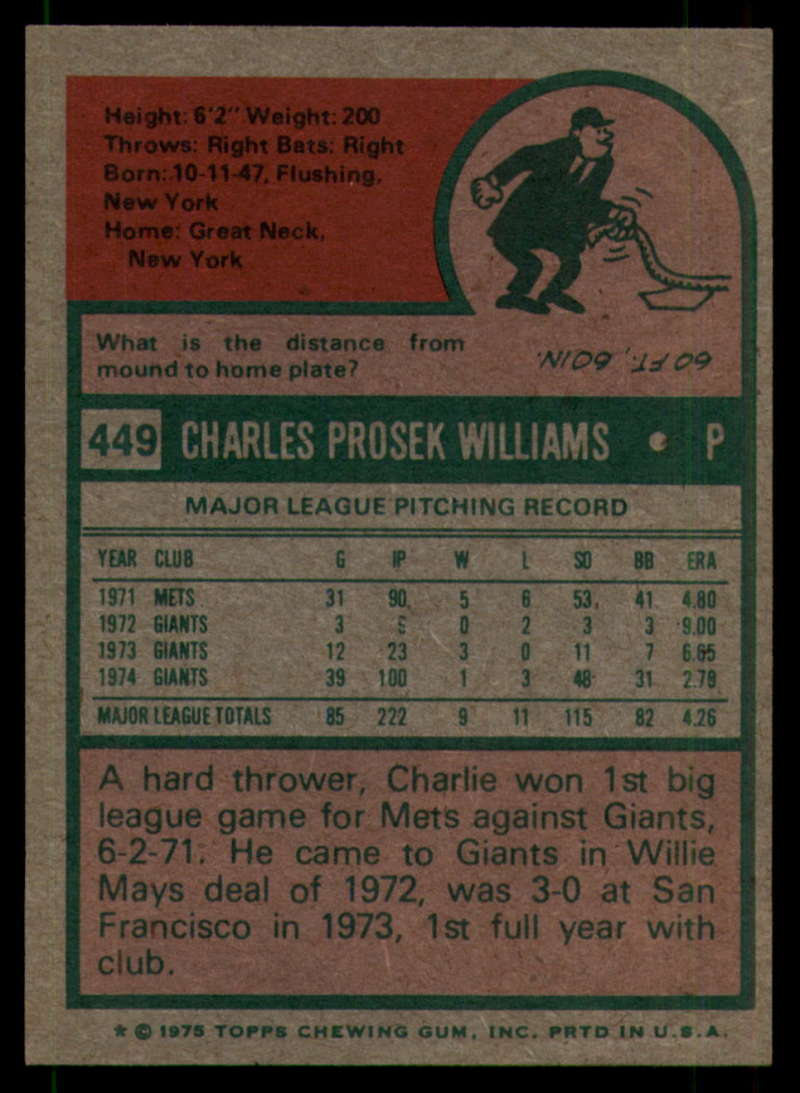 Height: 6'2" Weight: 200
Throws: Right Bats: Right
Born: 10-11-47, Flushing,
New York
Home: Great Neck,
New York
What is the distance from
mound to home plate?
60 FT., 60IN.
449 CHARLES PROSEK WILLIAMS • P
MAJOR LEAGUE PITCHING RECORD
YEAR CLUB G IP W L SO BB ERA
1971 METS 31 90 5 6 53 41 4.80
1972 GIANTS 3 0 2 3 3 9.00
1973 GIANTS 12 23 3 0 11 7 6.65
1974 GIANTS 39 100 1 3 48 31 2.79
MAJOR LEAGUE TOTALS 85 222 9 11 115 82 4.26
A hard thrower, Charlie won 1st big
league game for Mets against Giants,
6-2-71. He came to Giants in Willie
Mays deal of 1972, was 3-0 at San
Francisco in 1973, 1st full year with
club.
* © 1975 TOPPS CHEWING GUM, INC. PRTD IN U.S.A.